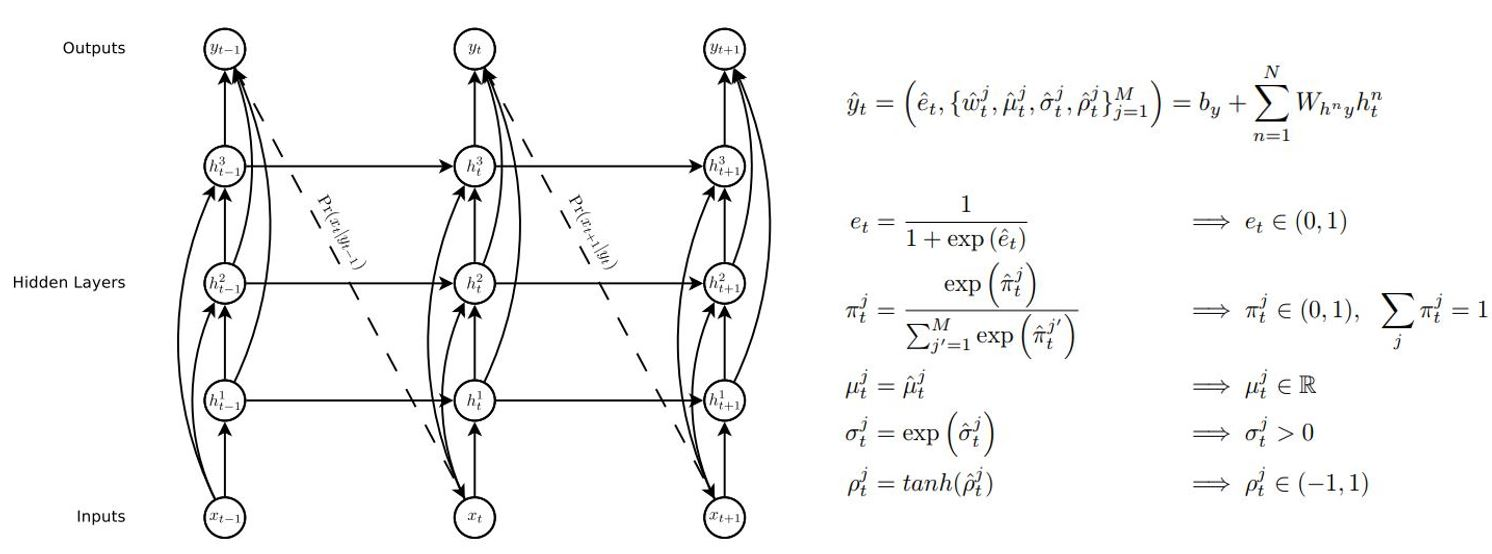 Outputs
y_{t−1} y_t y_{t+1}
h^3_{t−1} h^3_t h^3_{t+1}
Pr(x_t|y_{t−1}) Pr(x_{t+1}|y_t)
Hidden Layers
h^2_{t−1} h^2_t h^2_{t+1}
h^1_{t−1} h^1_t h^1_{t+1}
Inputs
x_{t−1} x_t x_{t+1}
ŷ_t = (ê_t, {ŵ^j_t, μ̂^j_t, σ̂^j_t, ρ̂^j_t}^M_{j=1}) = b_y + ∑^N_{n=1} W_{h^n y} h^n_t
e_t = 1 / (1 + exp (ê_t)) ⟹ e_t ∈ (0, 1)
π^j_t = exp (π̂^j_t) / ∑^M_{j′=1} exp (π̂^{j′}_t) ⟹ π^j_t ∈ (0, 1), ∑_j π^j_t = 1
μ^j_t = μ̂^j_t ⟹ μ^j_t ∈ ℝ
σ^j_t = exp (σ̂^j_t) ⟹ σ^j_t > 0
ρ^j_t = tanh(ρ̂^j_t) ⟹ ρ^j_t ∈ (−1, 1)